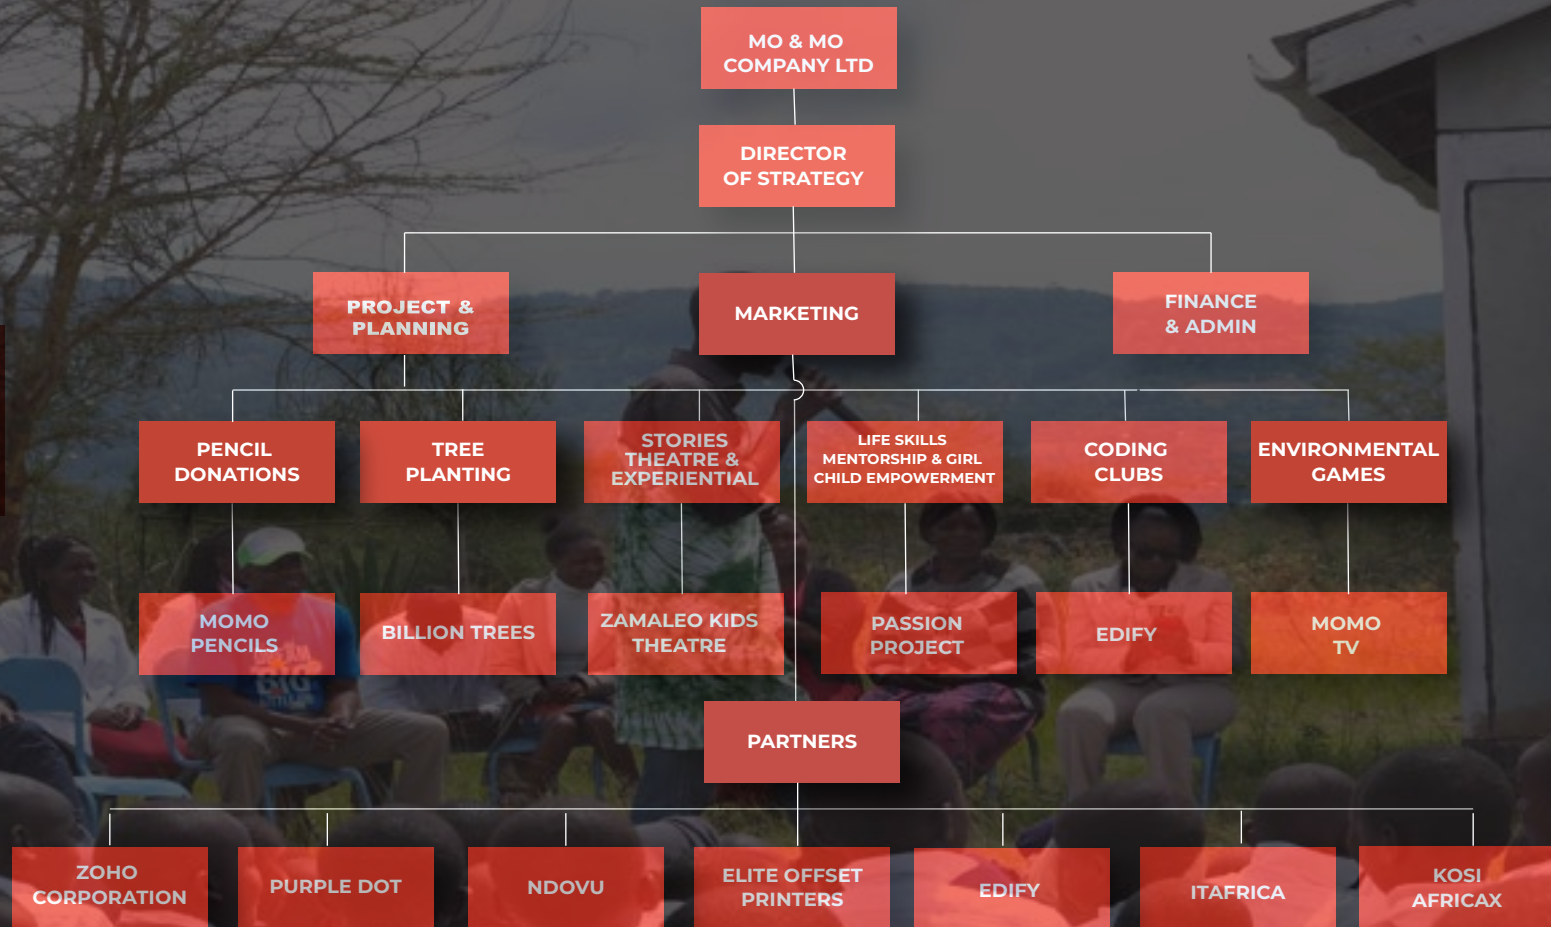 MO & MO
COMPANY LTD
DIRECTOR
OF STRATEGY
PROJECT &
PLANNING
MARKETING
FINANCE
& ADMIN
PENCIL
DONATIONS
TREE
PLANTING
STORIES
THEATRE &
EXPERIENTIAL
LIFE SKILLS
MENTORSHIP & GIRL
CHILD EMPOWERMENT
CODING
CLUBS
ENVIRONMENTAL
GAMES
MOMO
PENCILS
BILLION TREES
ZAMALEO KIDS
THEATRE
PASSION
PROJECT
EDIFY
MOMO
TV
PARTNERS
ZOHO
CORPORATION
PURPLE DOT
NDOVU
ELITE OFFSET
PRINTERS
EDIFY
ITAFRICA
KOSI
AFRICAX